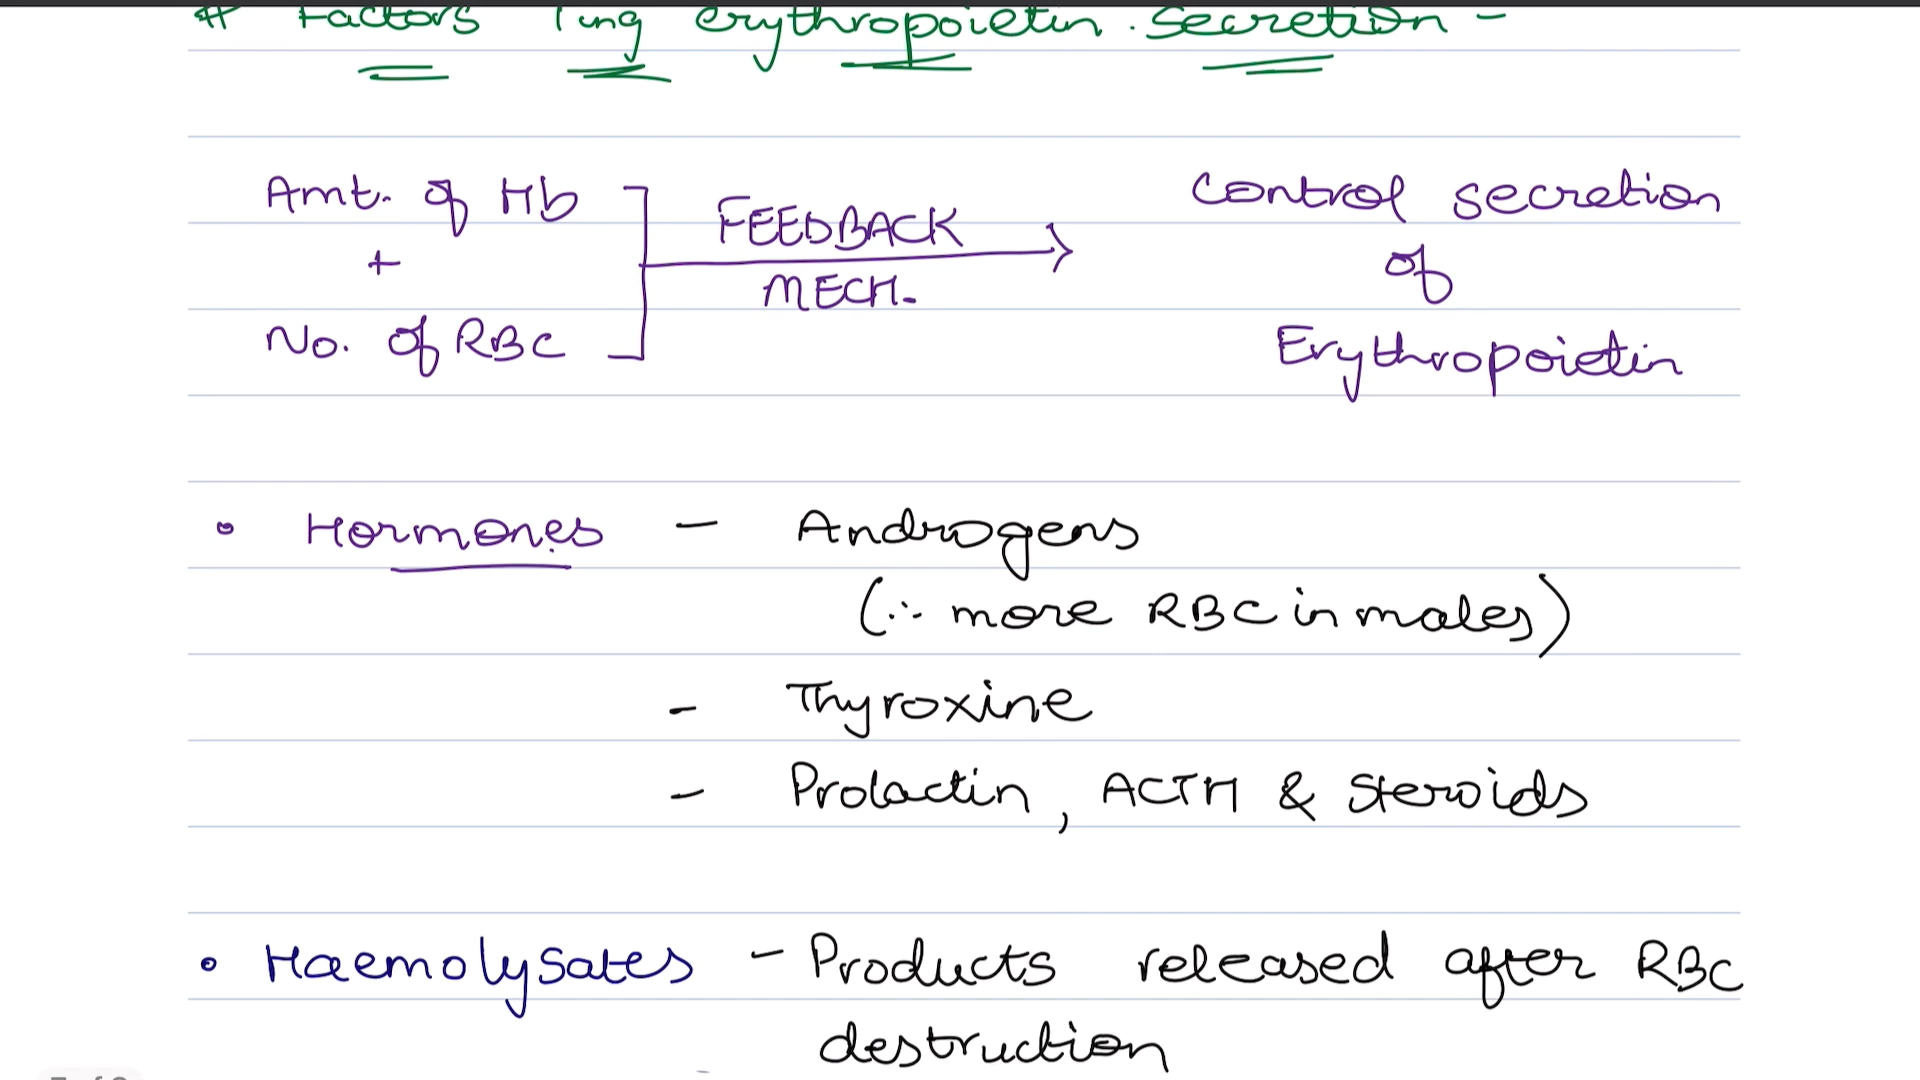 # Factors ↑ing erythropoietin secretion -
Amt. of Hb
+
No. of RBC
FEEDBACK
MECH.
Control secretion
of
Erythropoietin
• Hormones - Androgens
(∴ more RBC in males)
- Thyroxine
- Prolactin, ACTH & Steroids
• Haemolysates - Products released after RBC
destruction